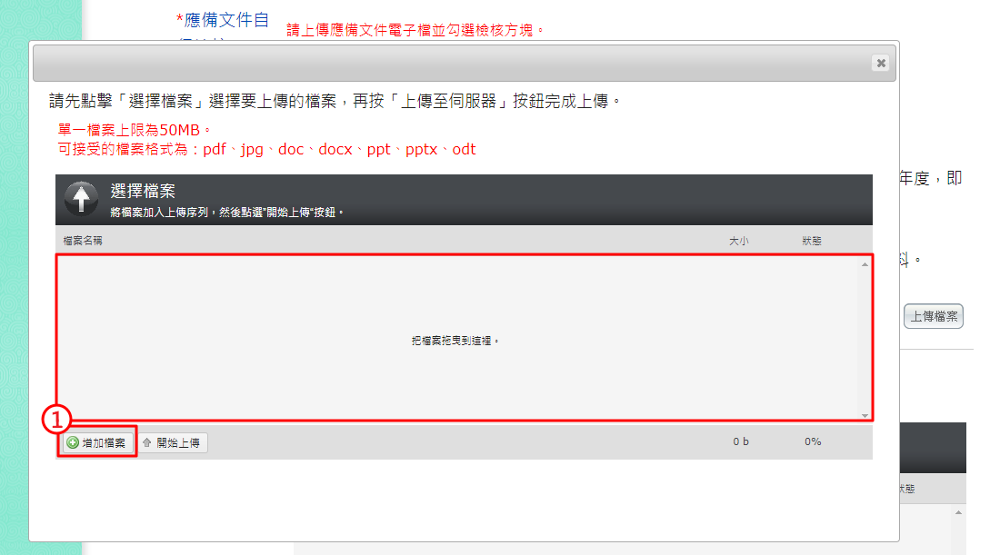 *應備文件自
請上傳應備文件電子檔並勾選檢核方塊。
請先點擊「選擇檔案」選擇要上傳的檔案，再按「上傳至伺服器」按鈕完成上傳。
單一檔案上限為50MB。
可接受的檔案格式為：pdf、jpg、doc、docx、ppt、pptx、odt
年度，即
選擇檔案
將檔案加入上傳序列，然後點選"開始上傳"按鈕。
檔案名稱 大小 狀態
料。
上傳檔案
把檔案拖曳到這裡。
1
增加檔案 開始上傳 0 b 0%
狀態